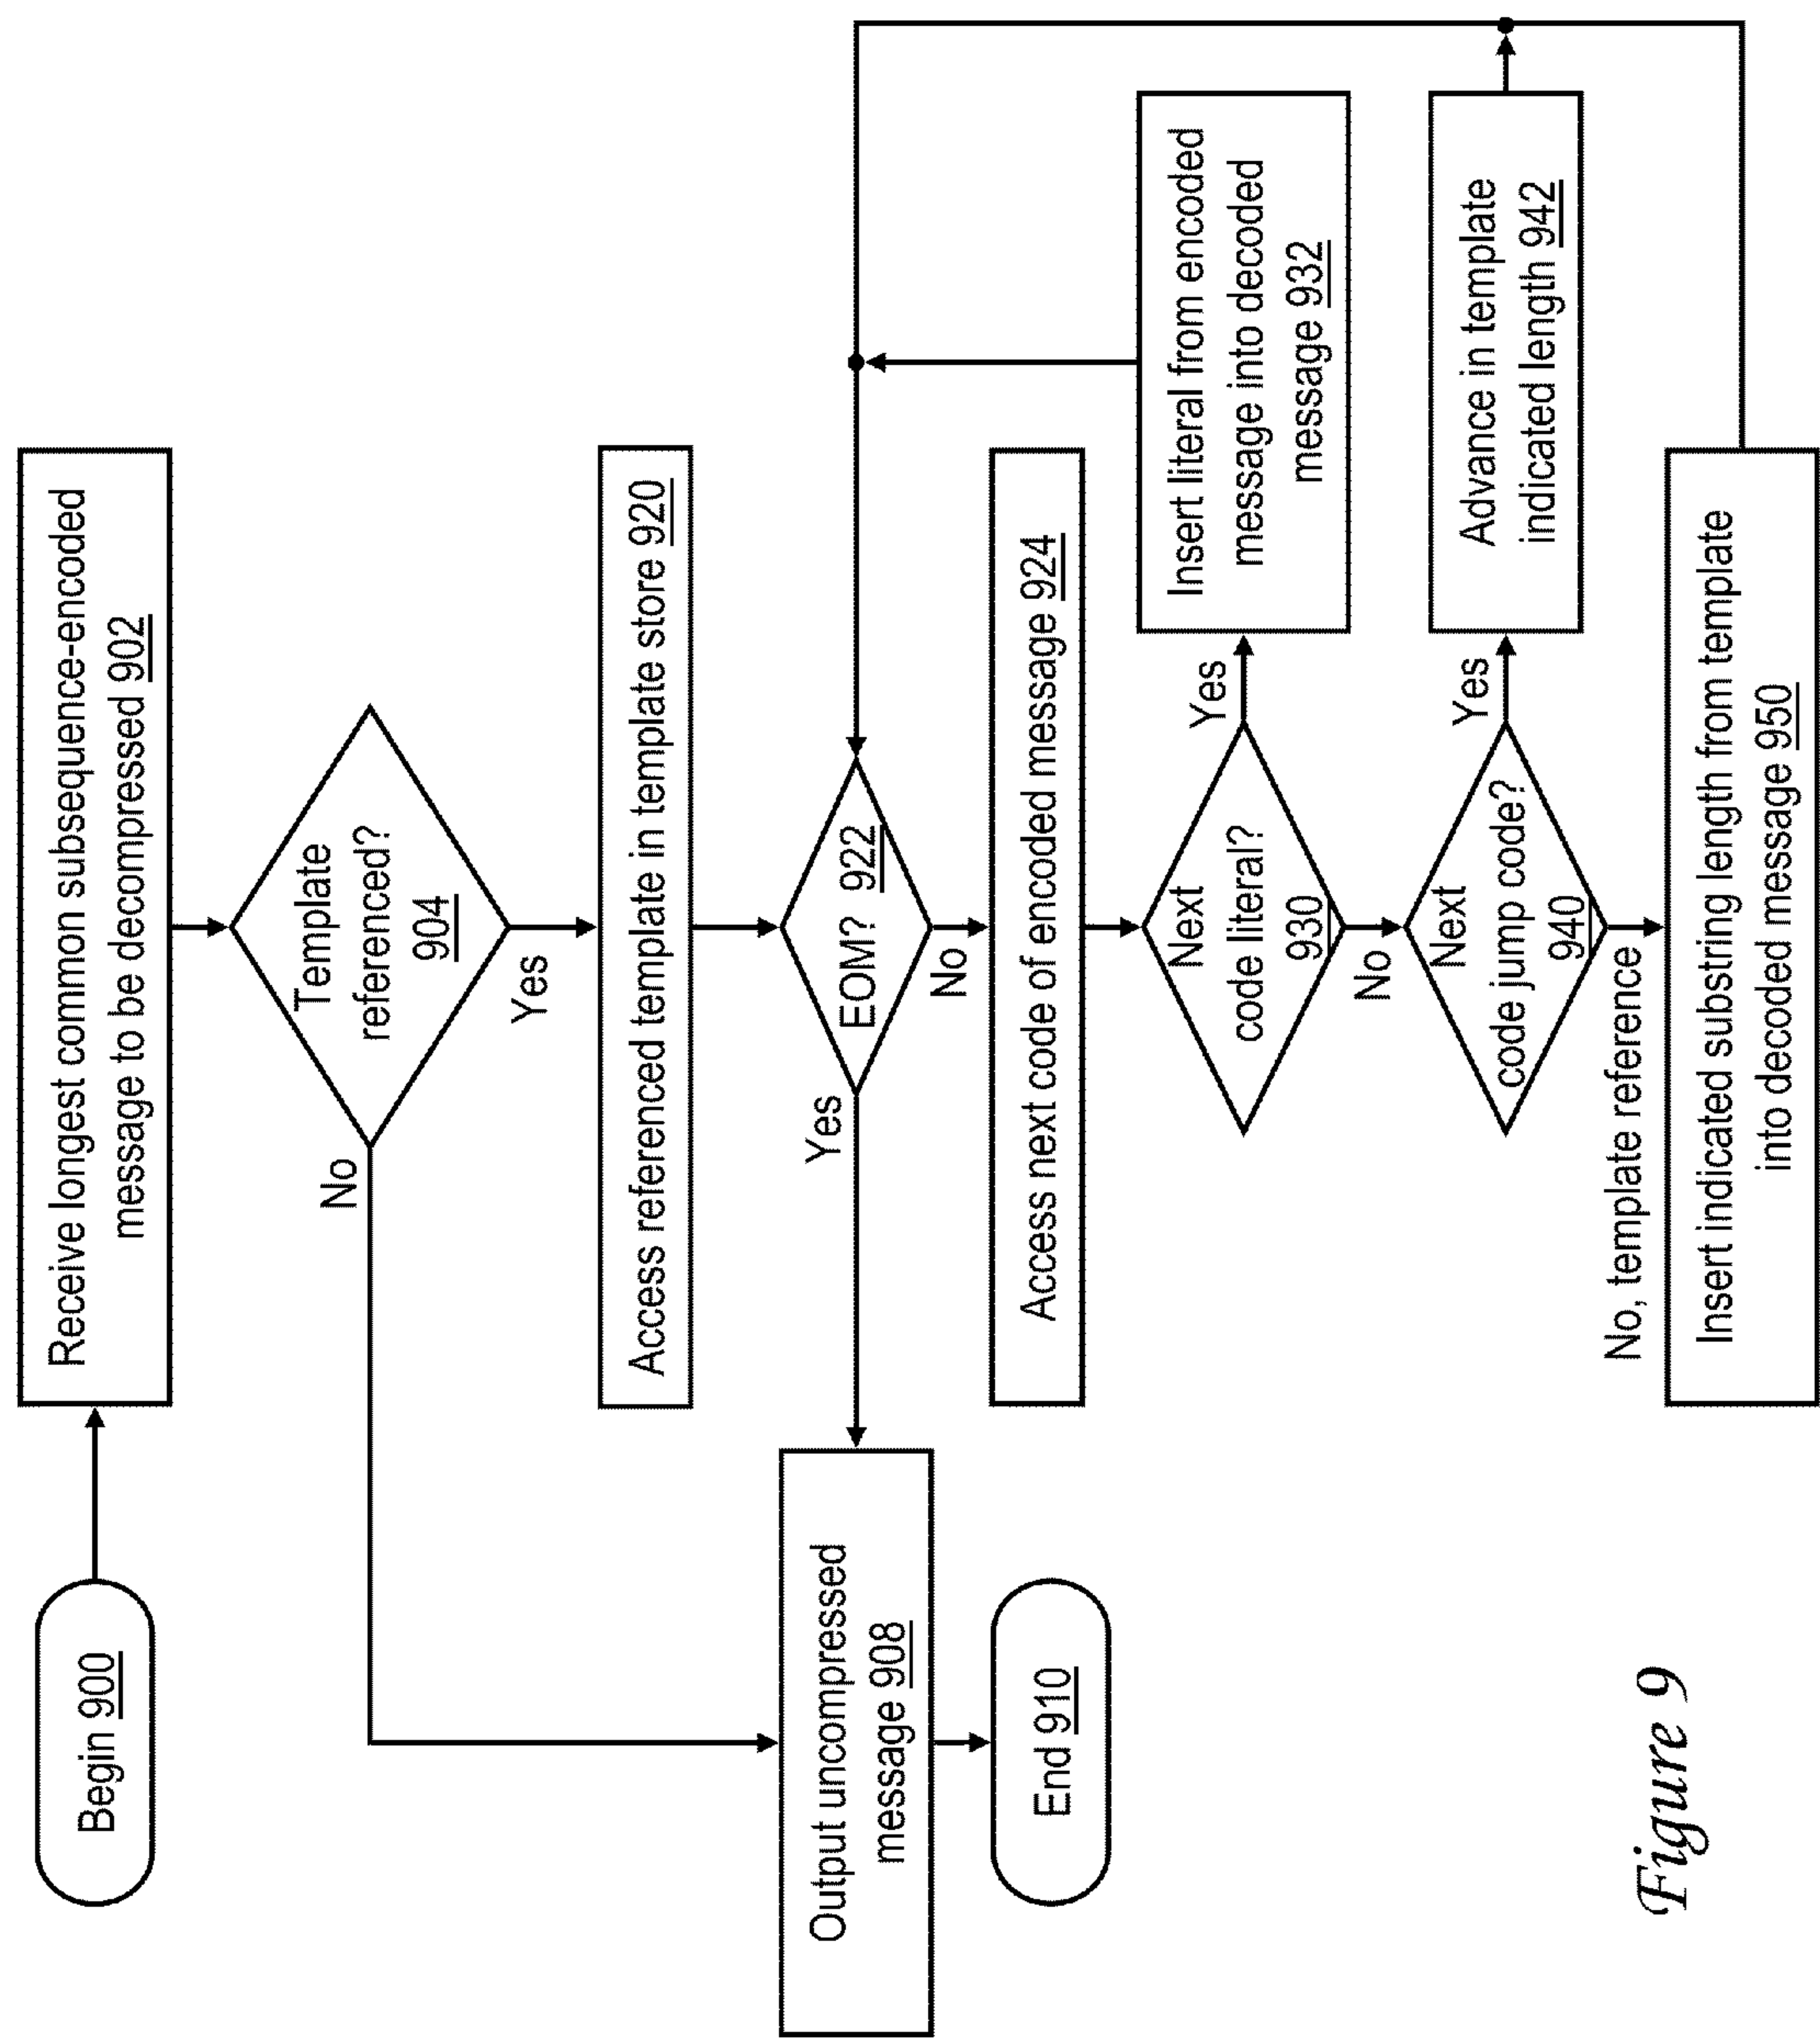 Begin 900
Receive longest common subsequence-encoded
message to be decompressed 902
Template
referenced?
904
No
Yes
Access referenced template in template store 920
EOM? 922
Yes
No
Output uncompressed
message 908
End 910
Access next code of encoded message 924
Next
code literal?
930
Yes
No
Insert literal from encoded
message into decoded
message 932
Next
code jump code?
940
Yes
No, template reference
Advance in template
indicated length 942
Insert indicated substring length from template
into decoded message 950
Figure 9